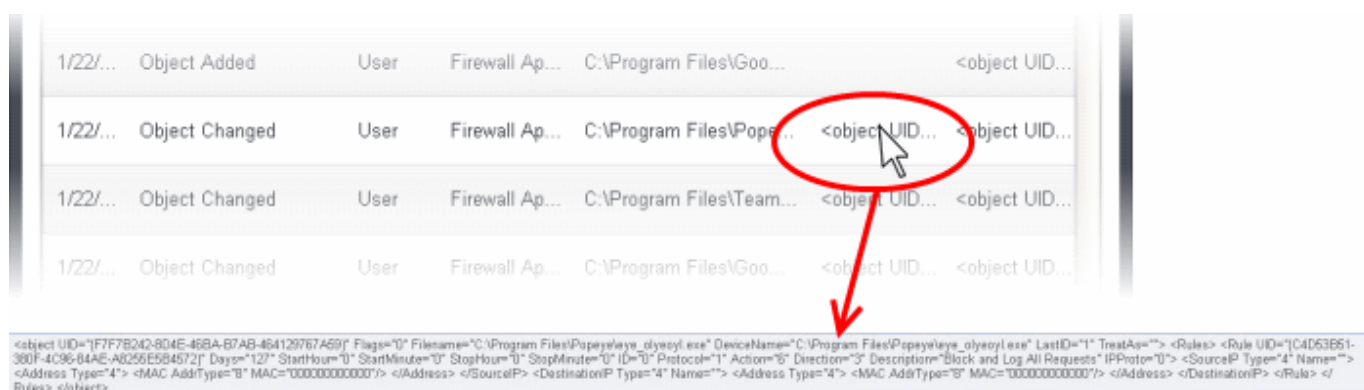 1/22/... Object Added User Firewall Ap... C:\Program Files\Goo... <object UID...
1/22/... Object Changed User Firewall Ap... C:\Program Files\Pope... <object UID... <object UID...
1/22/... Object Changed User Firewall Ap... C:\Program Files\Team... <object UID... <object UID...
1/22/... Object Changed User Firewall Ap... C:\Program Files\Goo... <object UID... <object UID...
<object UID="{F7F7B242-8D4E-46BA-B7AB-464129767A59}" Flags="0" Filename="C:\Program Files\Popeye\eye_olyeoyl.exe" DeviceName="C:\Program Files\Popeye\eye_olyeoyl.exe" LastID="1" TreatAs=""> <Rules> <Rule UID="{C4D53B51-
380F-4C96-84AE-A8255E5B4572}" Days="127" StartHour="0" StartMinute="0" StopHour="0" StopMinute="0" ID="0" Protocol="1" Action="6" Direction="3" Description="Block and Log All Requests" IPProto="0"> <SourceIP Type="4" Name="">
<Address Type="4"> <MAC AddrType="8" MAC="000000000000"/> </Address> </SourceIP> <DestinationIP Type="4" Name=""> <Address Type="4"> <MAC AddrType="8" MAC="000000000000"/> </Address> </DestinationIP> </Rule> </
Rules> </object>